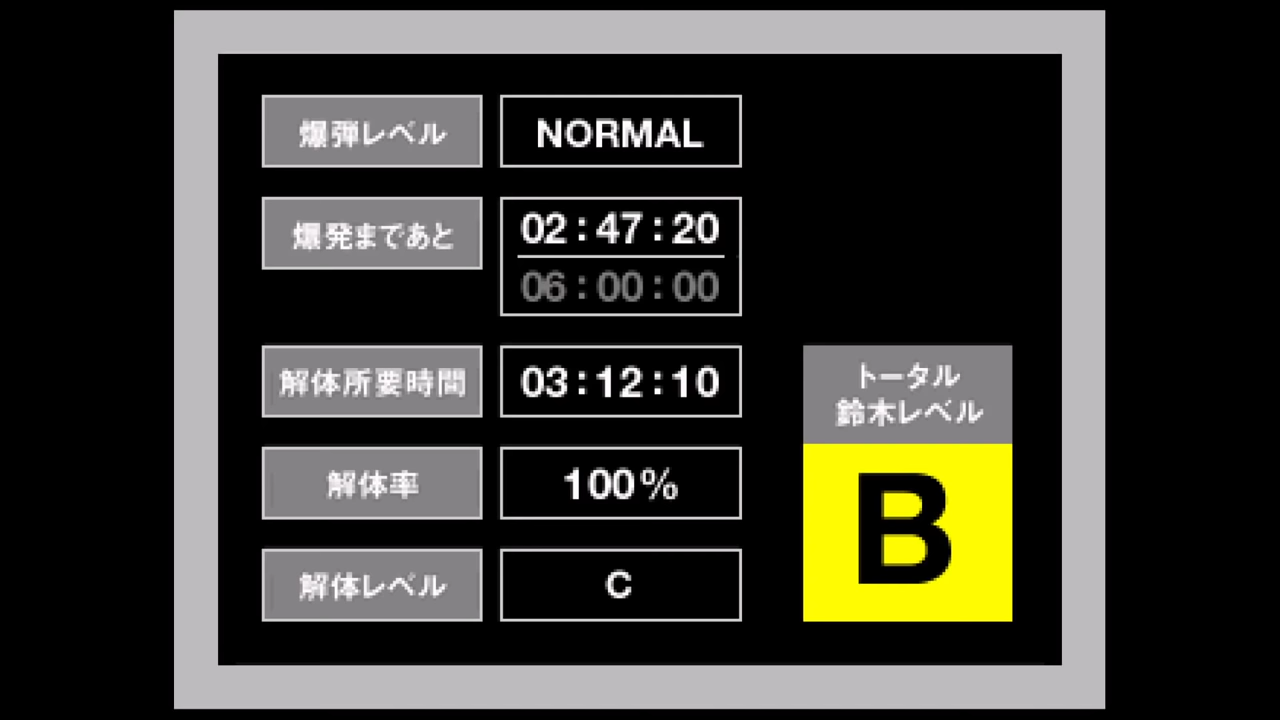 爆弾レベル
NORMAL
爆発まであと
02:47:20
06:00:00
解体所要時間
03:12:10
解体率
100%
解体レベル
C
トータル
鈴木レベル
B